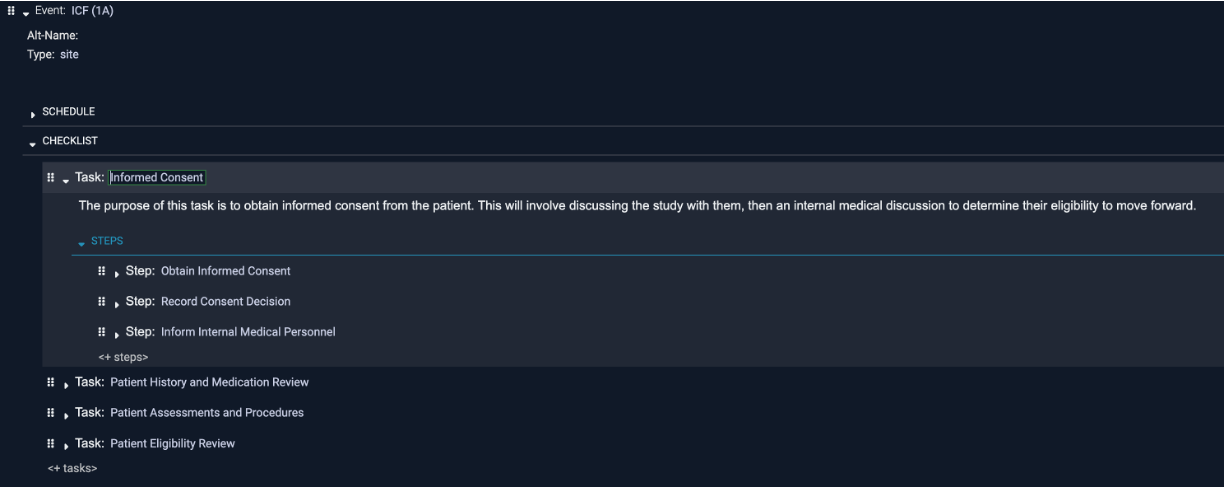 Event: ICF (1A)
Alt-Name:
Type: site
SCHEDULE
CHECKLIST
Task: Informed Consent
The purpose of this task is to obtain informed consent from the patient. This will involve discussing the study with them, then an internal medical discussion to determine their eligibility to move forward.
STEPS
Step: Obtain Informed Consent
Step: Record Consent Decision
Step: Inform Internal Medical Personnel
<+ steps>
Task: Patient History and Medication Review
Task: Patient Assessments and Procedures
Task: Patient Eligibility Review
<+ tasks>